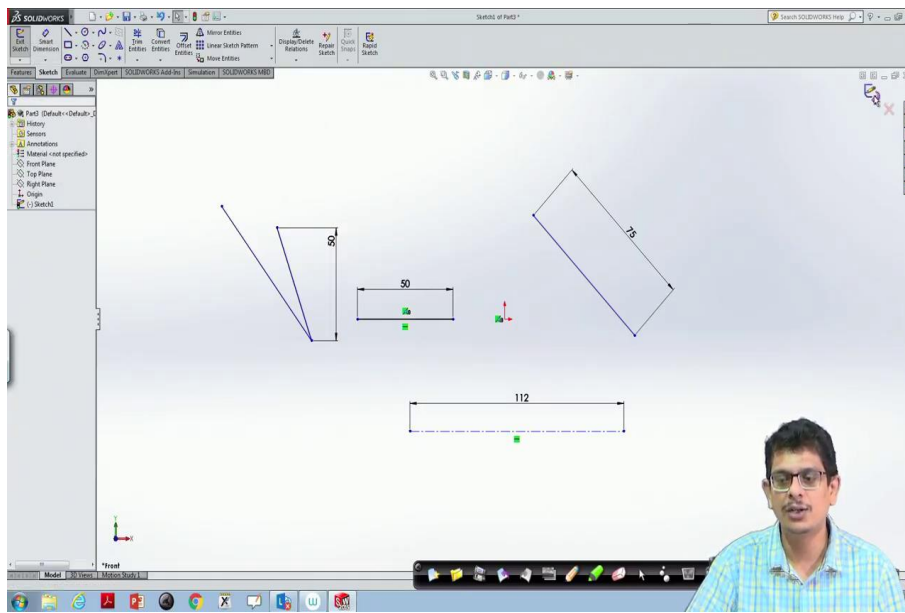 SOLIDWORKS
Sketch1 of Part3 *
Search SOLIDWORKS Help
Exit Sketch
Smart Dimension
Trim Entities
Convert Entities
Offset Entities
Mirror Entities
Linear Sketch Pattern
Move Entities
Display/Delete Relations
Repair Sketch
Quick Snaps
Rapid Sketch
Features Sketch Evaluate DimXpert SOLIDWORKS Add-Ins Simulation SOLIDWORKS MBD
Part3 (Default<<Default>_D
History
Sensors
Annotations
Material <not specified>
Front Plane
Top Plane
Right Plane
Origin
(-) Sketch1
50
50
75
112
Y
X
*Front
Model 3D Views Motion Study 1